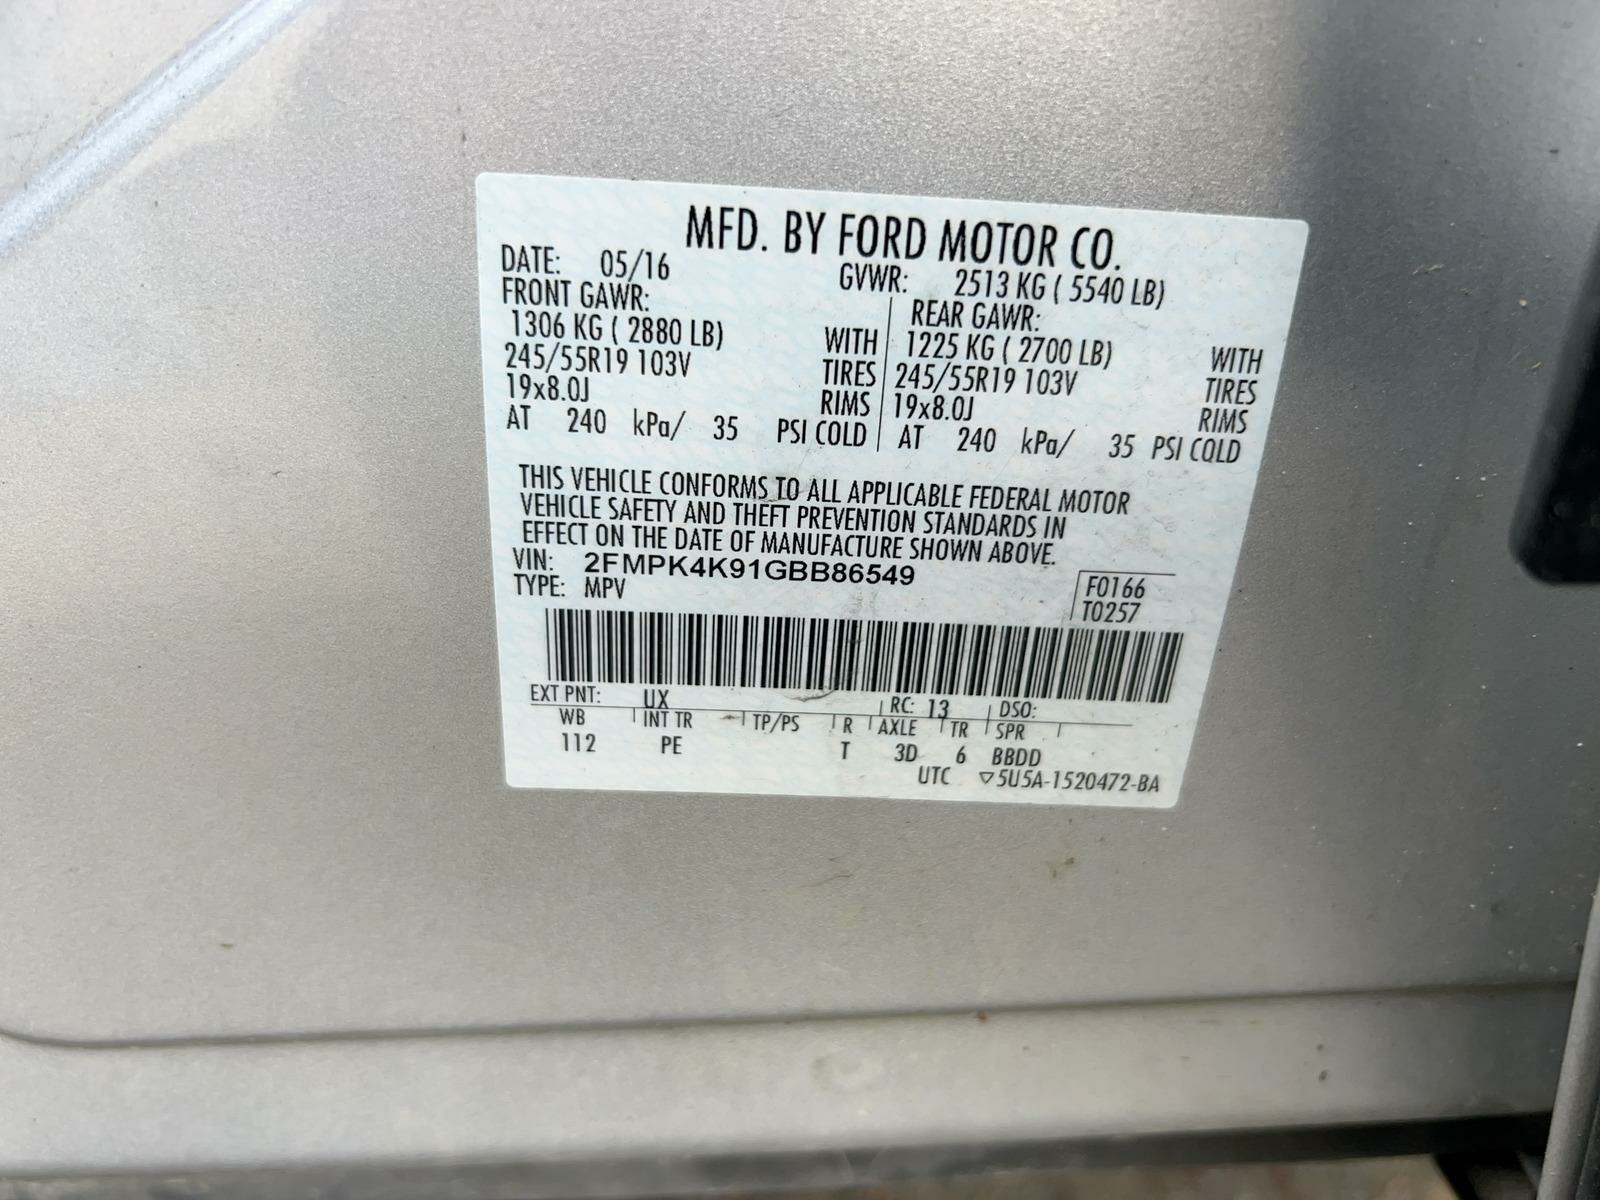 MFD. BY FORD MOTOR CO.
DATE: 05/16 GVWR: 2513 KG ( 5540 LB)
FRONT GAWR: REAR GAWR:
1306 KG ( 2880 LB) WITH 1225 KG ( 2700 LB) WITH
245/55R19 103V TIRES 245/55R19 103V TIRES
19x8.0J RIMS 19x8.0J RIMS
AT 240 kPa/ 35 PSI COLD AT 240 kPa/ 35 PSI COLD
THIS VEHICLE CONFORMS TO ALL APPLICABLE FEDERAL MOTOR
VEHICLE SAFETY AND THEFT PREVENTION STANDARDS IN
EFFECT ON THE DATE OF MANUFACTURE SHOWN ABOVE.
VIN: 2FMPK4K91GBB86549
TYPE: MPV
F0166
T0257
EXT PNT: UX RC: 13 DSO:
WB INT TR TP/PS R AXLE TR SPR
112 PE T 3D 6 BBDD
UTC ▽5U5A-1520472-BA